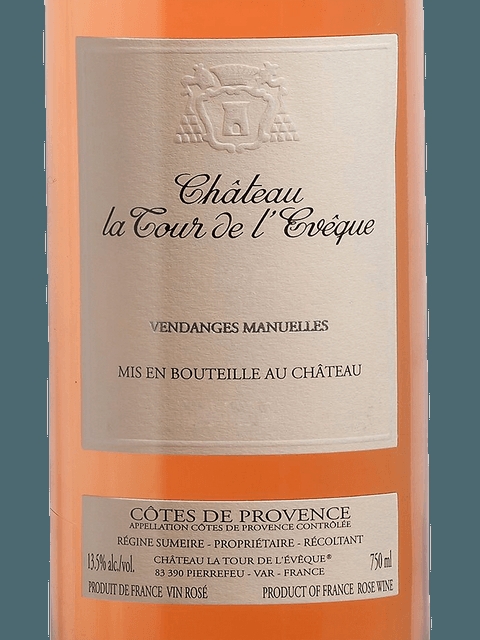 Château
la Tour de l'Evêque
VENDANGES MANUELLES
MIS EN BOUTEILLE AU CHÂTEAU
CÔTES DE PROVENCE
APPELLATION CÔTES DE PROVENCE CONTRÔLÉE
RÉGINE SUMEIRE - PROPRIÉTAIRE - RÉCOLTANT
13.5% alc./vol. CHÂTEAU LA TOUR DE L'ÉVÊQUE® 750 ml
83 390 PIERREFEU - VAR - FRANCE
PRODUIT DE FRANCE VIN ROSÉ PRODUCT OF FRANCE ROSE WINE